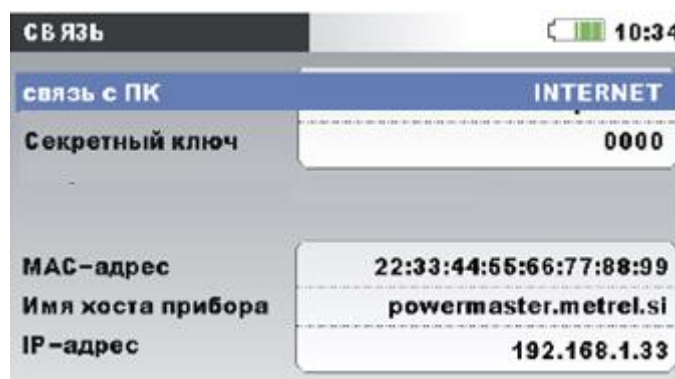 СВЯЗЬ 10:34
связь с ПК INTERNET
Секретный ключ 0000
MAC-адрес 22:33:44:55:66:77:88:99
Имя хоста прибора powermaster.metrel.si
IP-адрес 192.168.1.33